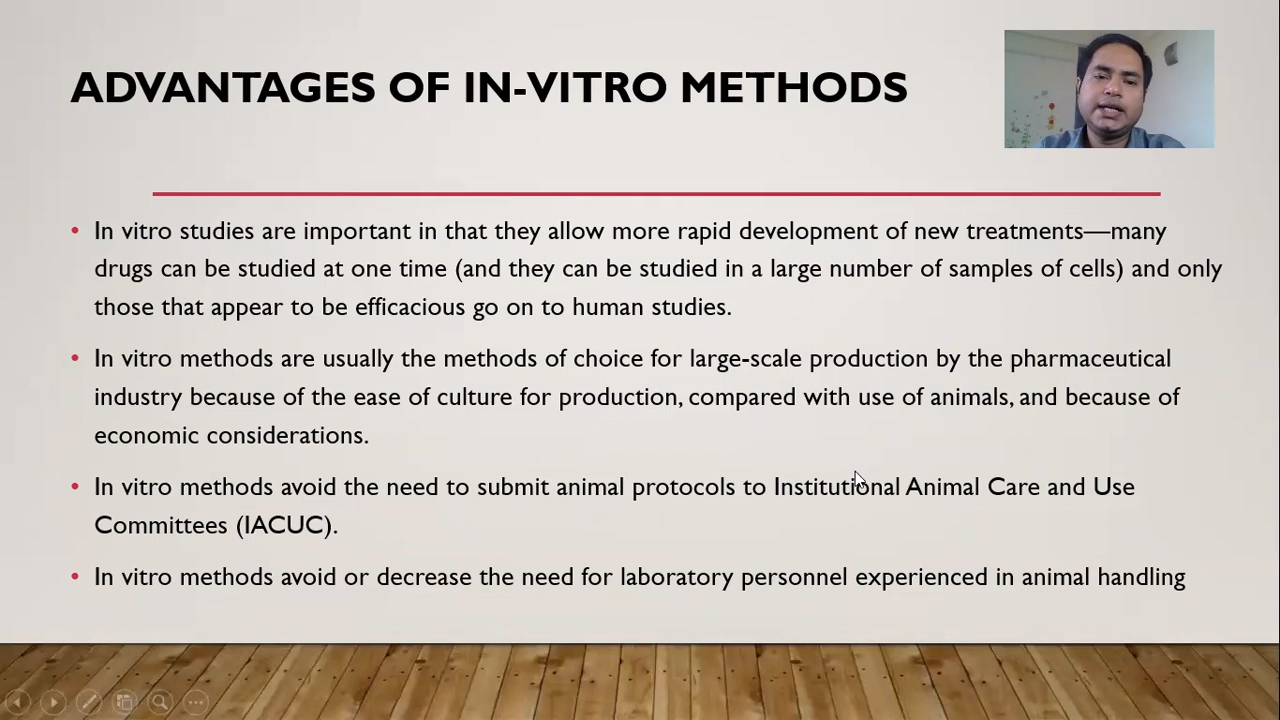 ADVANTAGES OF IN-VITRO METHODS
• In vitro studies are important in that they allow more rapid development of new treatments—many
drugs can be studied at one time (and they can be studied in a large number of samples of cells) and only
those that appear to be efficacious go on to human studies.
• In vitro methods are usually the methods of choice for large-scale production by the pharmaceutical
industry because of the ease of culture for production, compared with use of animals, and because of
economic considerations.
• In vitro methods avoid the need to submit animal protocols to Institutional Animal Care and Use
Committees (IACUC).
• In vitro methods avoid or decrease the need for laboratory personnel experienced in animal handling